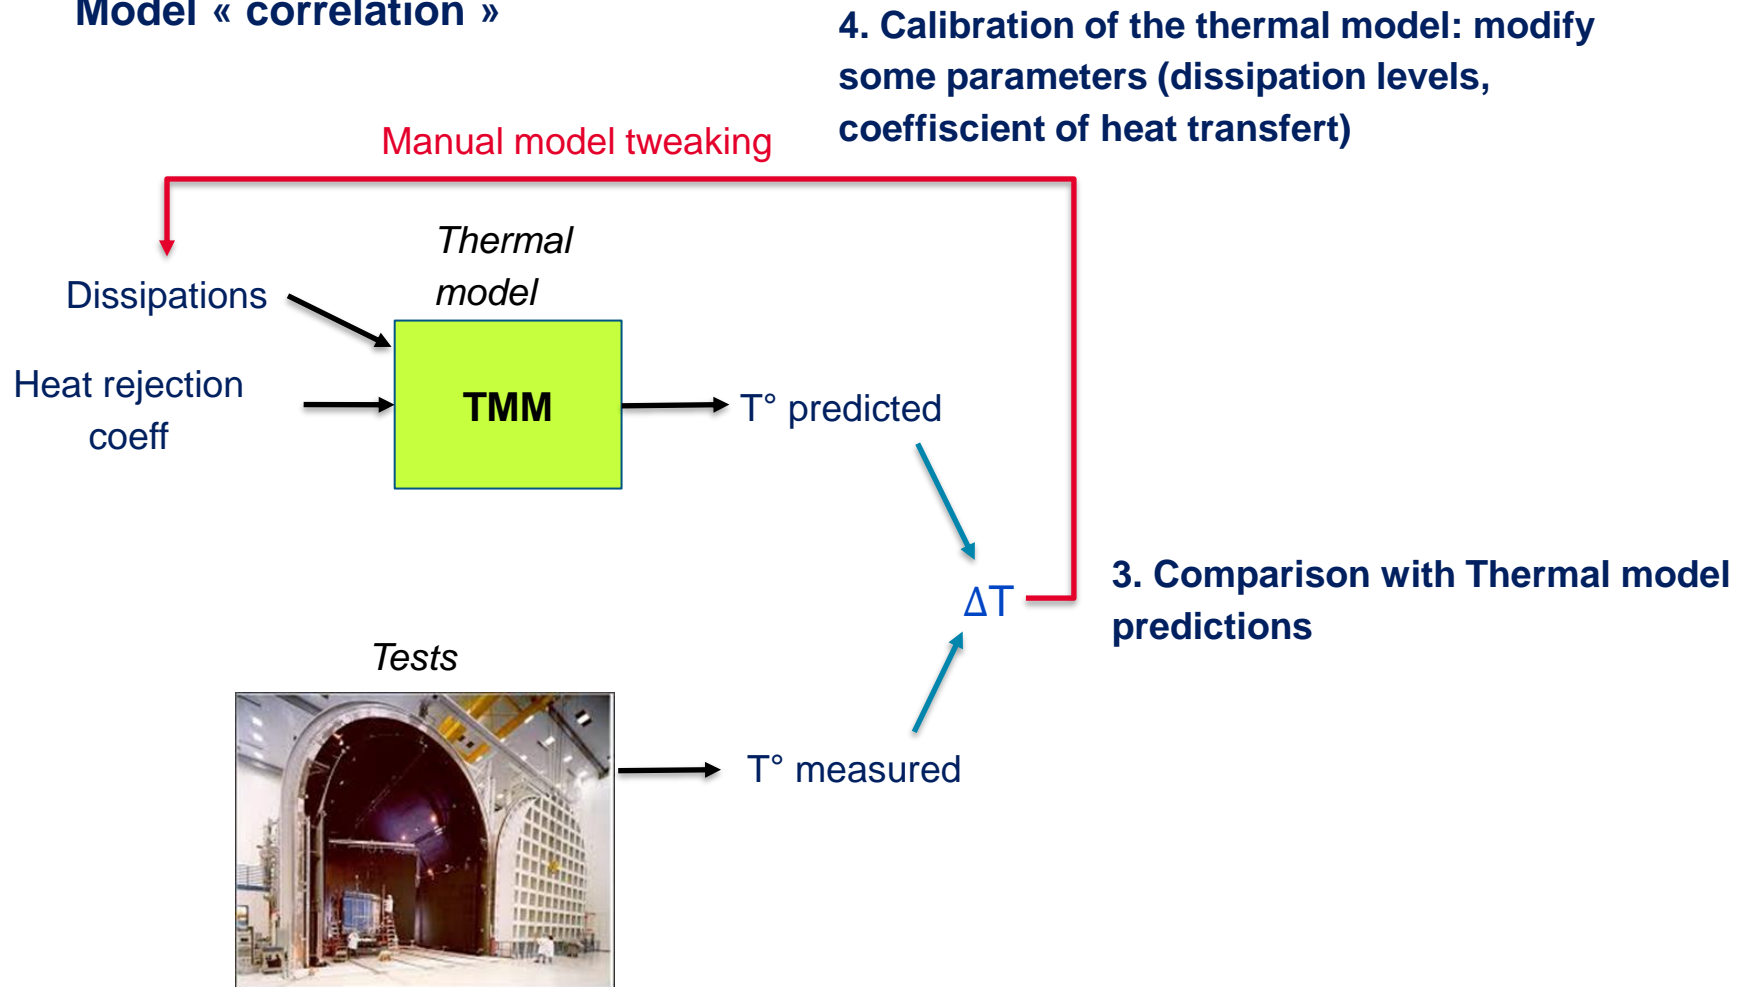 Model « correlation »
4. Calibration of the thermal model: modify
some parameters (dissipation levels,
coeffiscient of heat transfert)
Manual model tweaking
Thermal
model
Dissipations
Heat rejection
coeff
TMM
T° predicted
ΔT
3. Comparison with Thermal model
predictions
Tests
T° measured